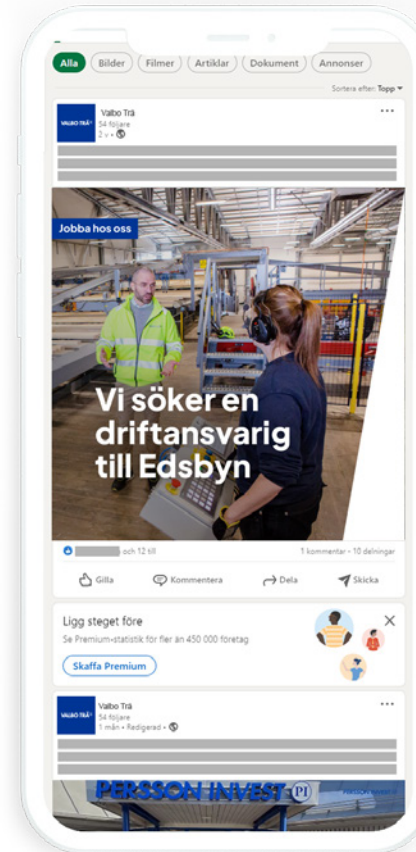 Alla Bilder Filmer Artiklar Dokument Annonser
Sortera efter: Topp
VALBO TRÄ
Valbo Trä
54 följare
2 v •
Jobba hos oss
Vi söker en
driftansvarig
till Edsbyn
och 12 till 1 kommentar • 10 delningar
Gilla Kommentera Dela Skicka
Ligg steget före
Se Premium-statistik för fler än 450 000 företag
Skaffa Premium
VALBO TRÄ
Valbo Trä
54 följare
1 mån • Redigerad •
PERSSON INVEST PI PERSSON INVEST